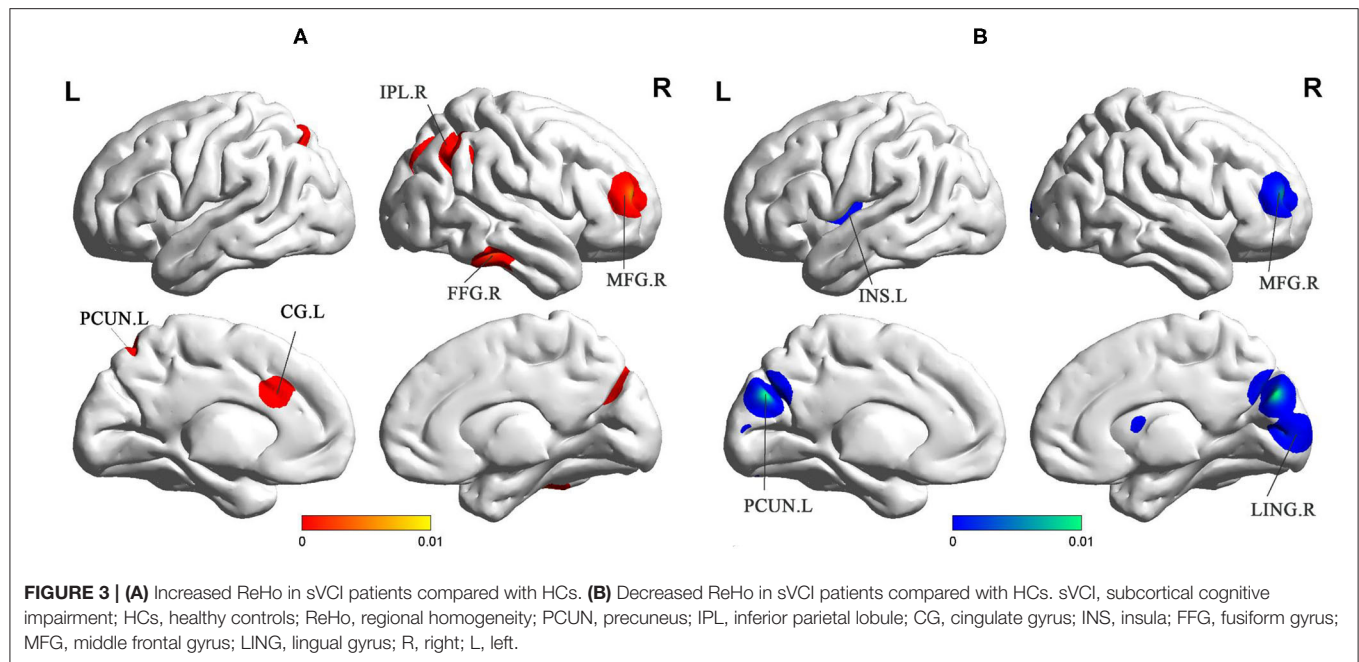 A
B
L
R
L
R
IPL.R
MFG.R
FFG.R
INS.L
MFG.R
PCUN.L
CG.L
PCUN.L
LING.R
0
0.01
0
0.01
FIGURE 3 | (A) Increased ReHo in sVCI patients compared with HCs. (B) Decreased ReHo in sVCI patients compared with HCs. sVCI, subcortical cognitive
impairment; HCs, healthy controls; ReHo, regional homogeneity; PCUN, precuneus; IPL, inferior parietal lobule; CG, cingulate gyrus; INS, insula; FFG, fusiform gyrus;
MFG, middle frontal gyrus; LING, lingual gyrus; R, right; L, left.